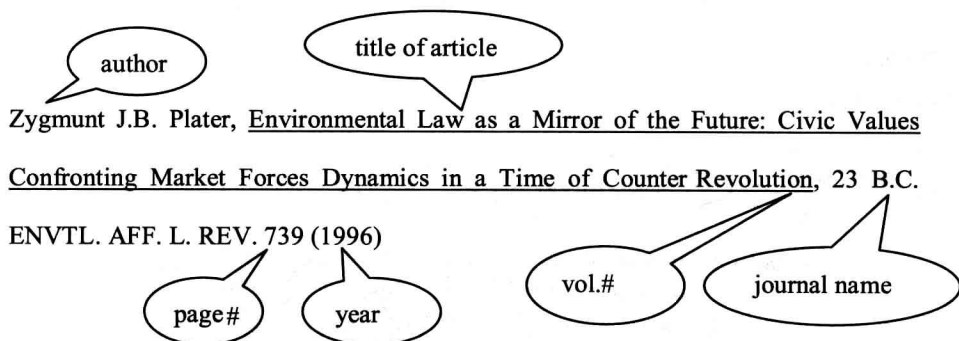 title of article
author
Zygmunt J.B. Plater, Environmental Law as a Mirror of the Future: Civic Values
Confronting Market Forces Dynamics in a Time of Counter Revolution, 23 B.C.
ENVTL. AFF. L. REV. 739 (1996)
vol.#
journal name
page#
year